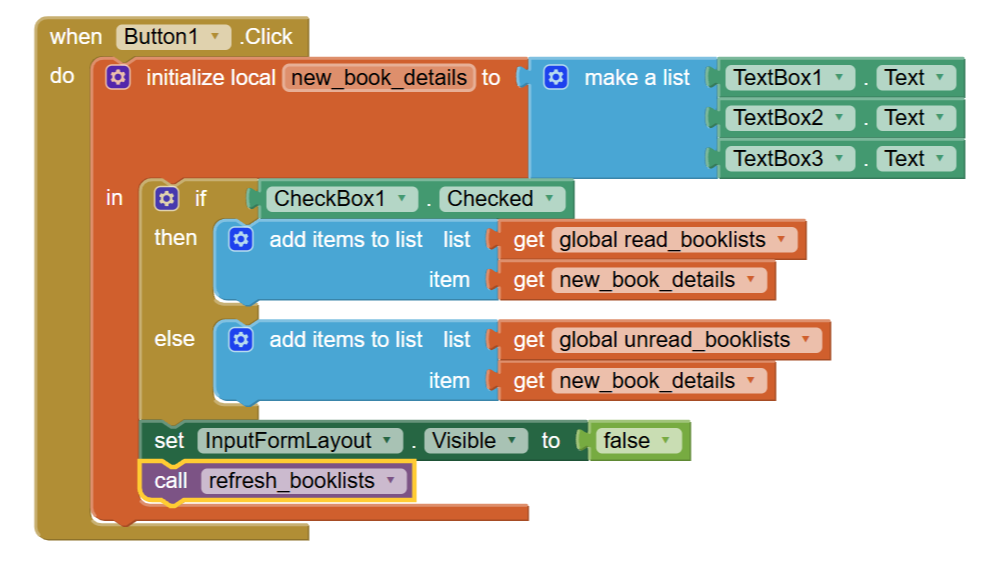 when Button1 .Click
do initialize local new_book_details to make a list TextBox1 . Text
TextBox2 . Text
TextBox3 . Text
in if CheckBox1 . Checked
then add items to list list get global read_booklists
item get new_book_details
else add items to list list get global unread_booklists
item get new_book_details
set InputFormLayout . Visible to false
call refresh_booklists